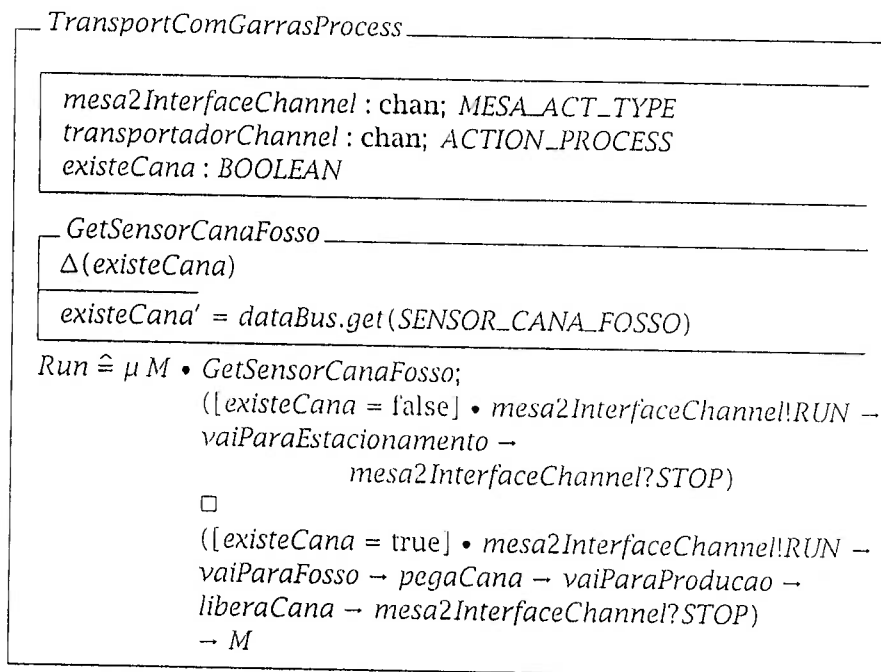 TransportComGarrasProcess
mesa2InterfaceChannel : chan; MESA_ACT_TYPE
transportadorChannel : chan; ACTION_PROCESS
existeCana : BOOLEAN
GetSensorCanaFosso
Δ(existeCana)
existeCana′ = dataBus.get(SENSOR_CANA_FOSSO)
Run ≙ μ M • GetSensorCanaFosso;
([existeCana = false] • mesa2InterfaceChannel!RUN →
vaiParaEstacionamento →
mesa2InterfaceChannel?STOP)
□
([existeCana = true] • mesa2InterfaceChannel!RUN →
vaiParaFosso → pegaCana → vaiParaProducao →
liberaCana → mesa2InterfaceChannel?STOP)
→ M